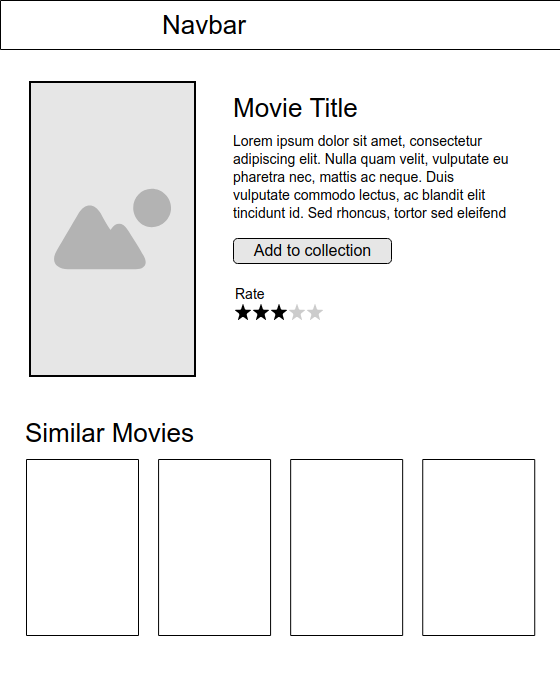 Navbar
Movie Title
Lorem ipsum dolor sit amet, consectetur
adipiscing elit. Nulla quam velit, vulputate eu
pharetra nec, mattis ac neque. Duis
vulputate commodo lectus, ac blandit elit
tincidunt id. Sed rhoncus, tortor sed eleifend
Add to collection
Rate
Similar Movies